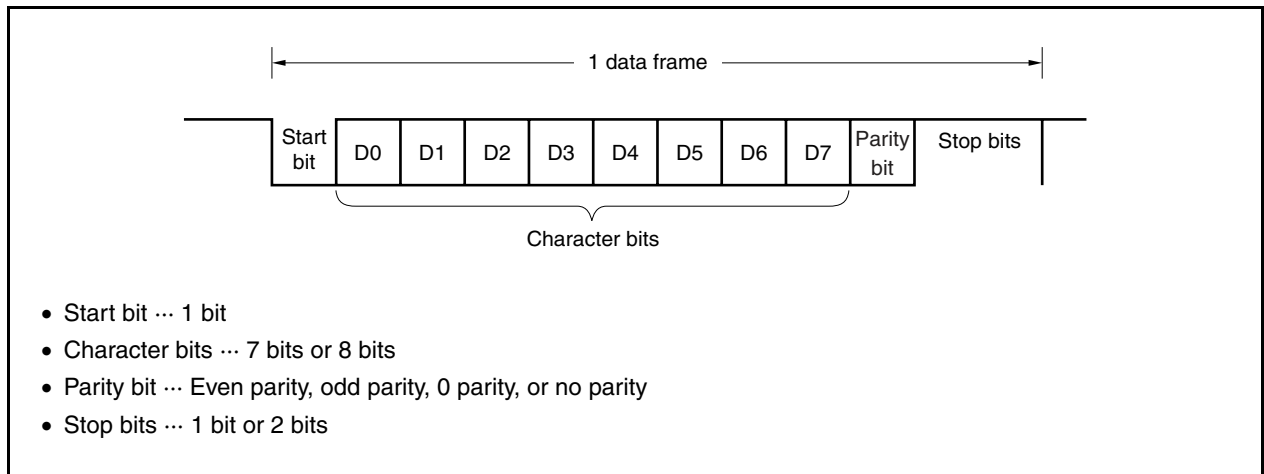 1 data frame
Start bit
D0 D1 D2 D3 D4 D5 D6 D7
Parity bit
Stop bits
Character bits
• Start bit ··· 1 bit
• Character bits ··· 7 bits or 8 bits
• Parity bit ··· Even parity, odd parity, 0 parity, or no parity
• Stop bits ··· 1 bit or 2 bits